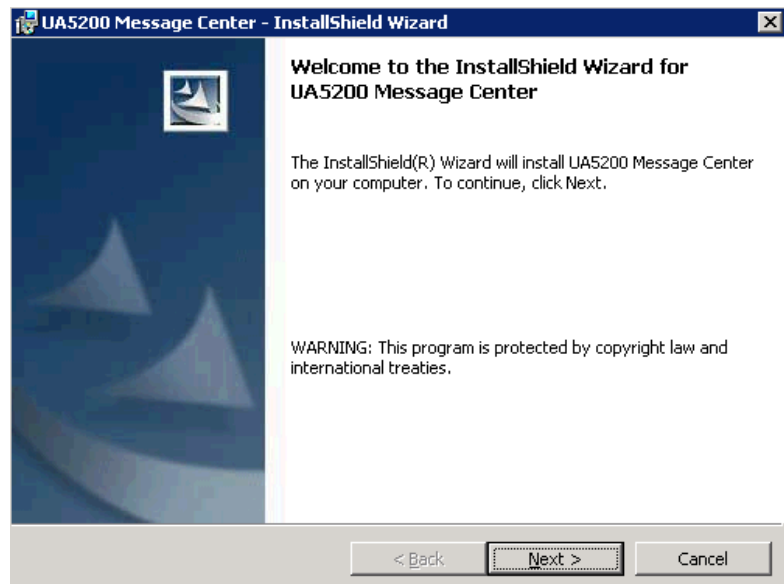 UA5200 Message Center - InstallShield Wizard
Welcome to the InstallShield Wizard for
UA5200 Message Center
The InstallShield(R) Wizard will install UA5200 Message Center
on your computer. To continue, click Next.
WARNING: This program is protected by copyright law and
international treaties.
< Back
Next >
Cancel